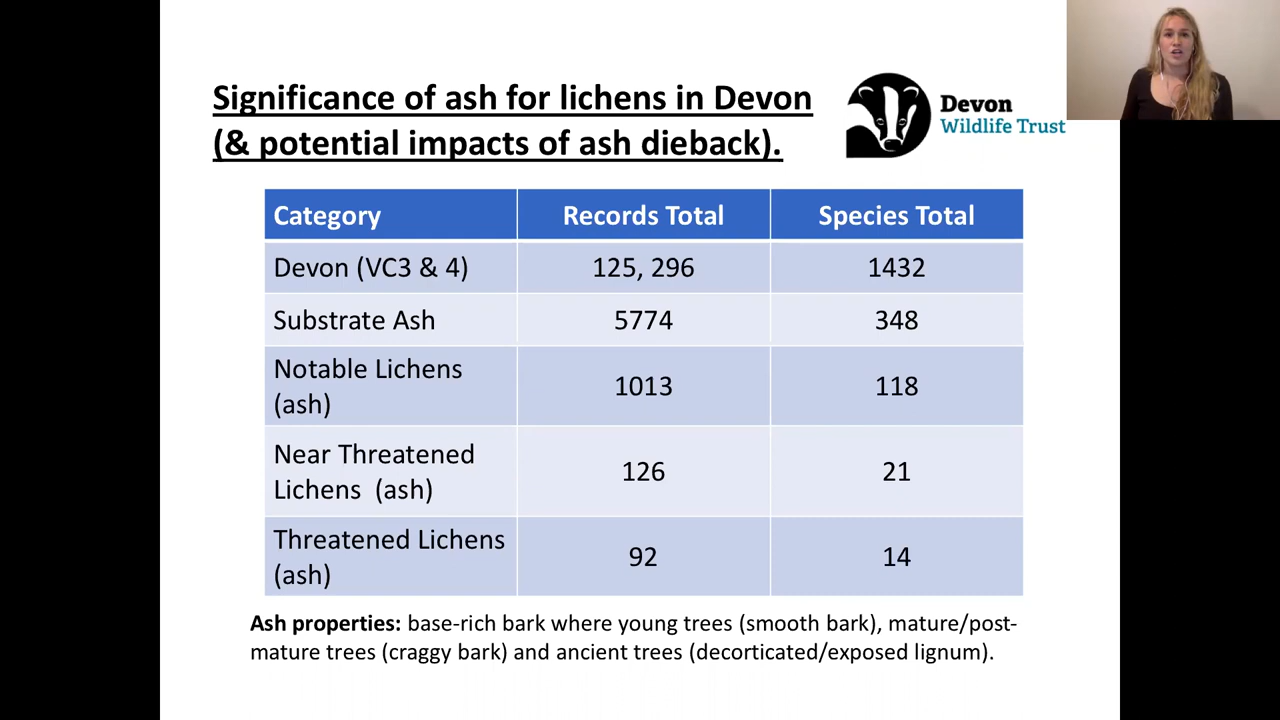 Significance of ash for lichens in Devon
(& potential impacts of ash dieback).
Devon
Wildlife Trust
Category Records Total Species Total
Devon (VC3 & 4) 125, 296 1432
Substrate Ash 5774 348
Notable Lichens
(ash) 1013 118
Near Threatened
Lichens (ash) 126 21
Threatened Lichens
(ash) 92 14
Ash properties: base-rich bark where young trees (smooth bark), mature/post-
mature trees (craggy bark) and ancient trees (decorticated/exposed lignum).